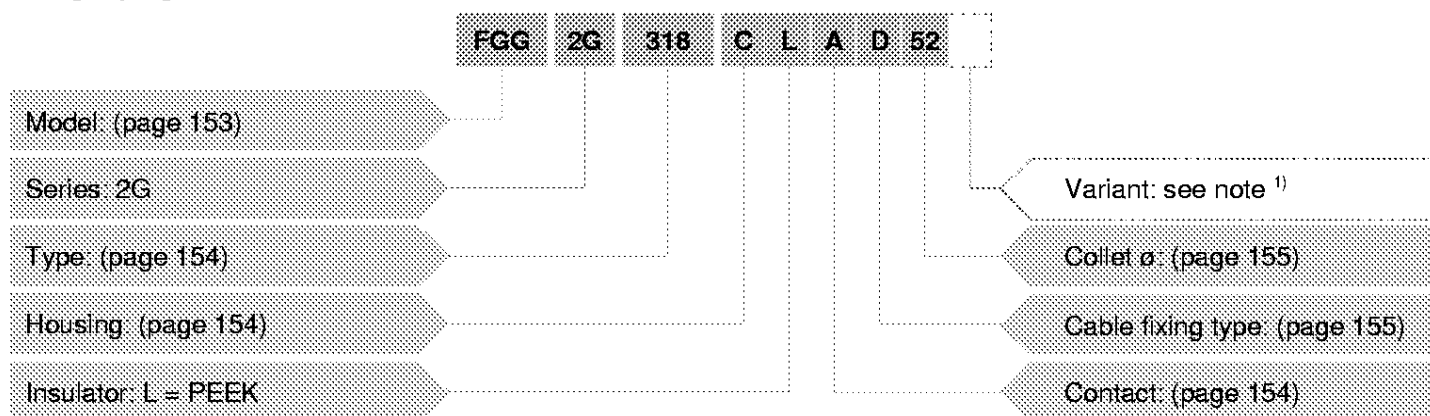 FGG 2G 318 C L A D 52
Model: (page 153)
Series: 2G
Variant: see note 1)
Type: (page 154)
Collet ø: (page 155)
Housing: (page 154)
Cable fixing type: (page 155)
Insulator: L = PEEK
Contact: (page 154)